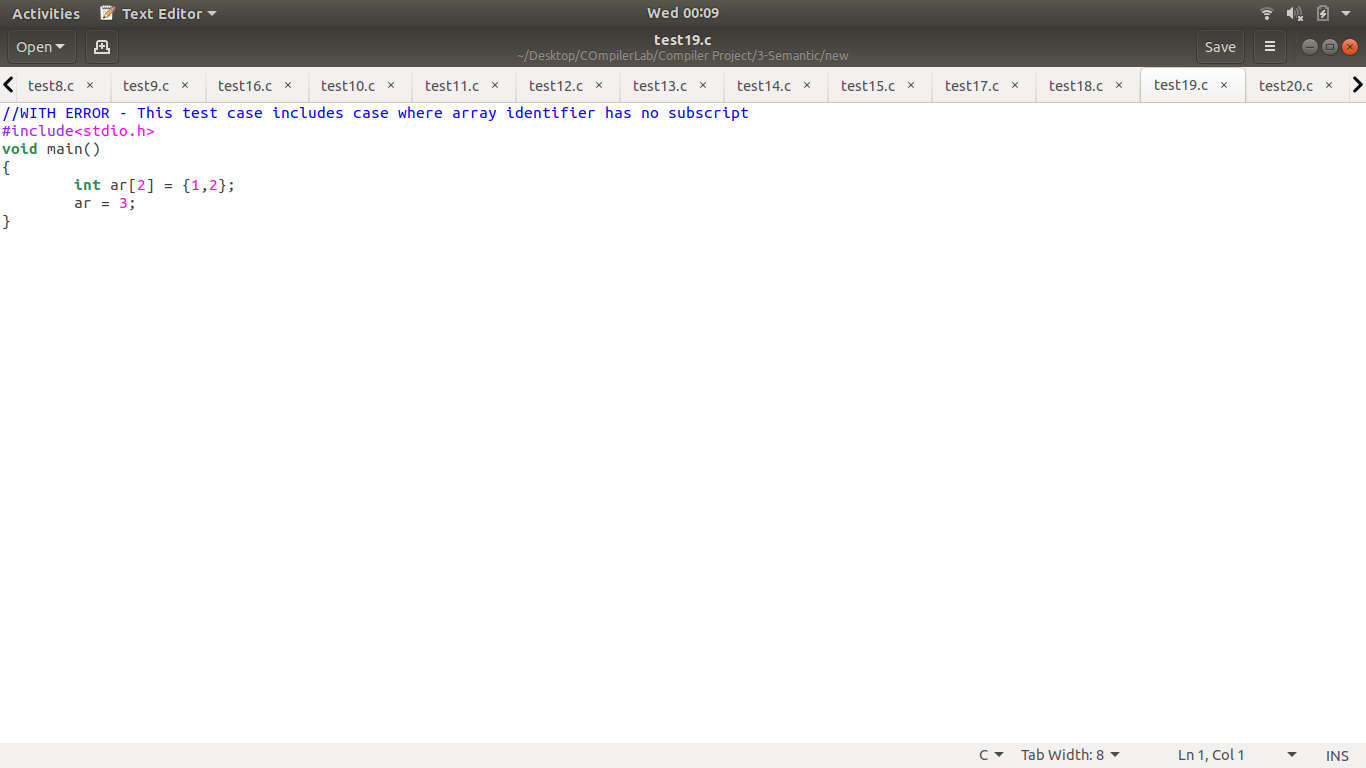 Activities Text Editor Wed 00:09
Open test19.c Save
~/Desktop/COmpilerLab/Compiler Project/3-Semantic/new
test8.c × test9.c × test16.c × test10.c × test11.c × test12.c × test13.c × test14.c × test15.c × test17.c × test18.c × test19.c × test20.c ×
//WITH ERROR - This test case includes case where array identifier has no subscript
#include<stdio.h>
void main()
{
        int ar[2] = {1,2};
        ar = 3;
}
C Tab Width: 8 Ln 1, Col 1 INS